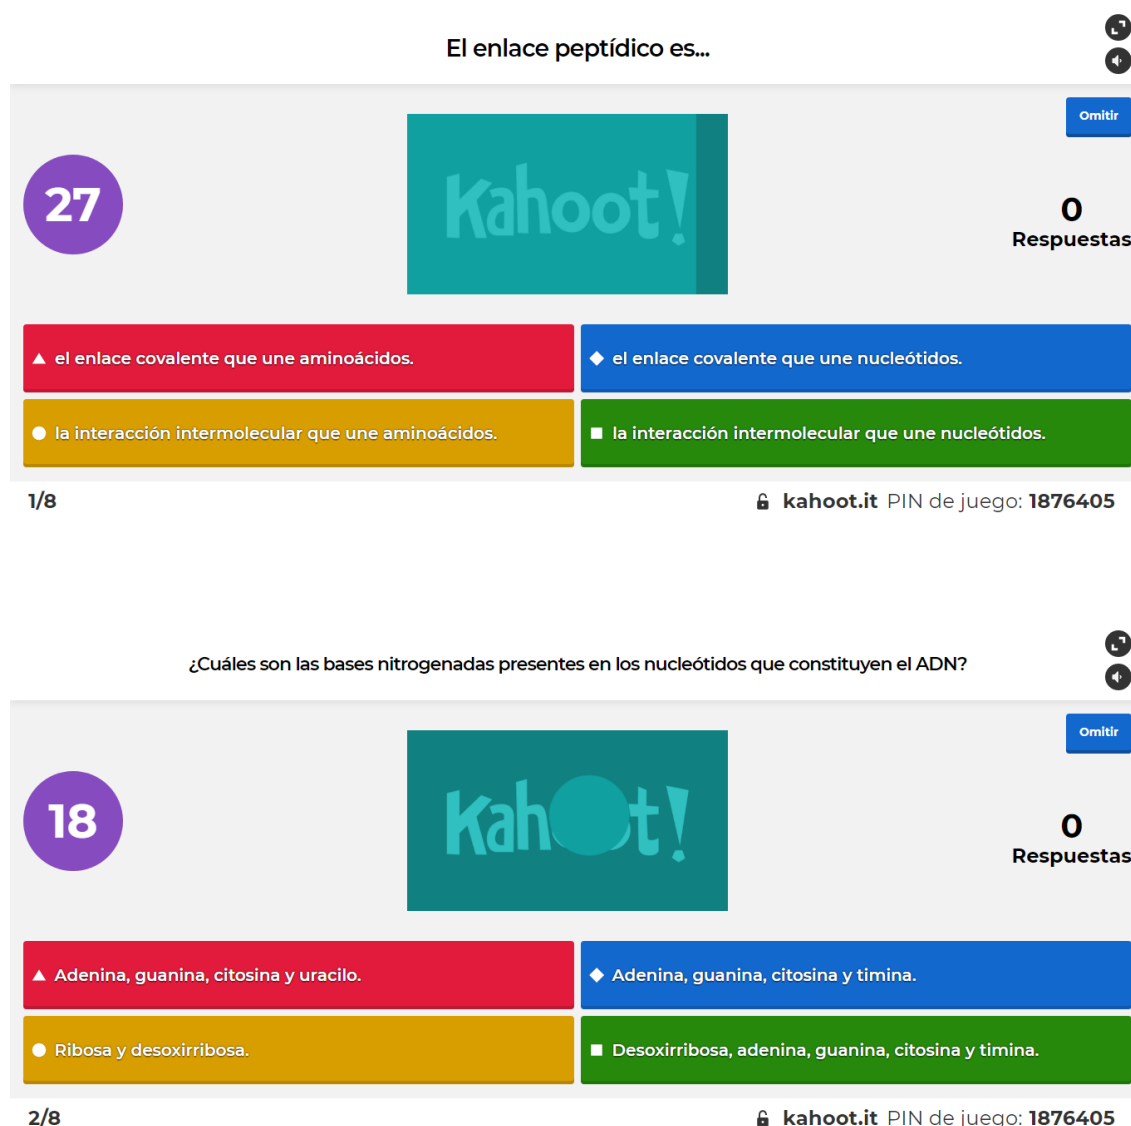 El enlace peptídico es...
Omitir
27
Kahoot!
0
Respuestas
el enlace covalente que une aminoácidos.
el enlace covalente que une nucleótidos.
la interacción intermolecular que une aminoácidos.
la interacción intermolecular que une nucleótidos.
1/8
kahoot.it PIN de juego: 1876405
¿Cuáles son las bases nitrogenadas presentes en los nucleótidos que constituyen el ADN?
Omitir
18
Kahoot!
0
Respuestas
Adenina, guanina, citosina y uracilo.
Adenina, guanina, citosina y timina.
Ribosa y desoxirribosa.
Desoxirribosa, adenina, guanina, citosina y timina.
2/8
kahoot.it PIN de juego: 1876405